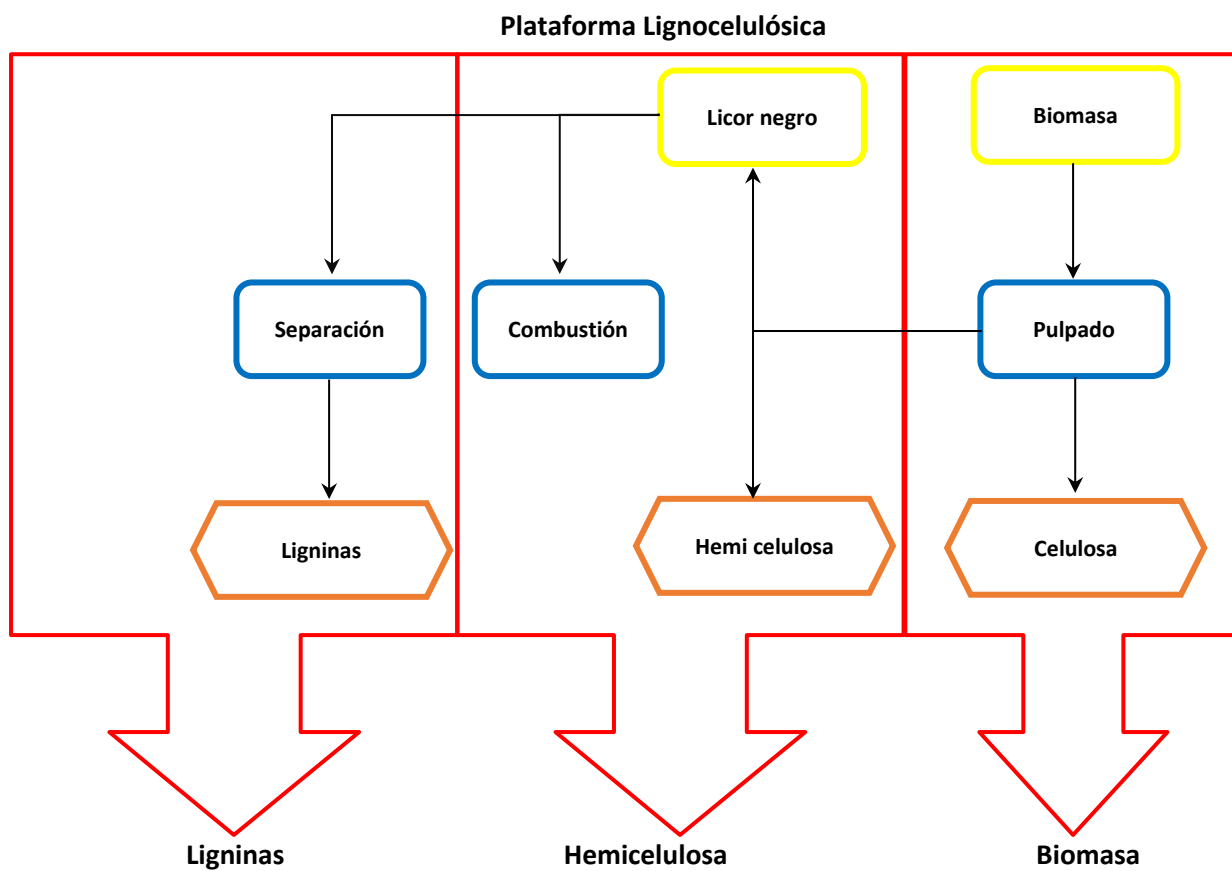 Plataforma Lignocelulósica
Licor negro
Biomasa
Separación
Combustión
Pulpado
Ligninas
Hemi celulosa
Celulosa
Ligninas
Hemicelulosa
Biomasa